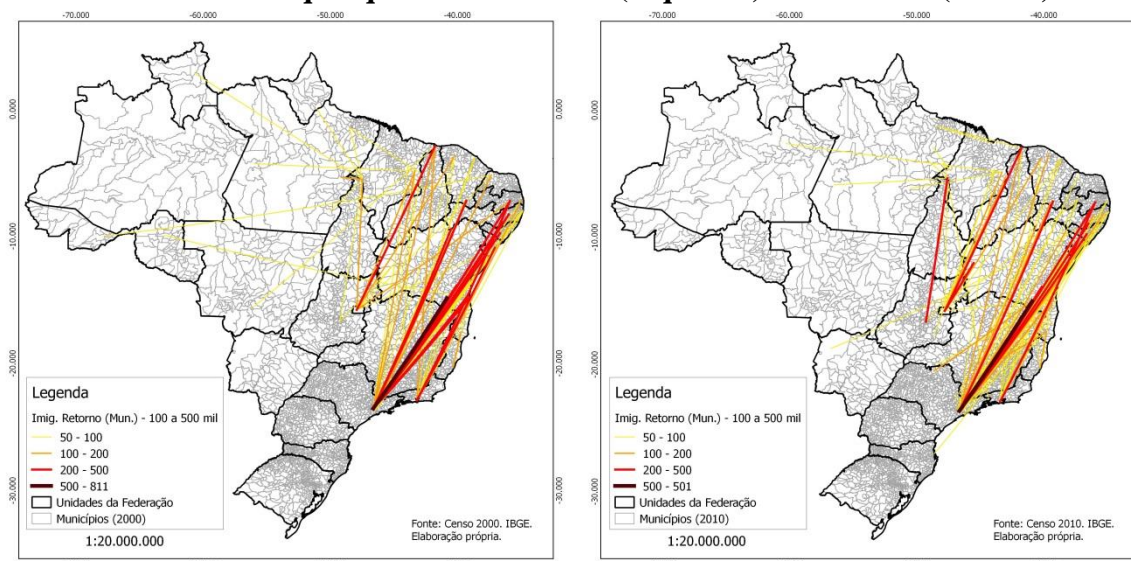 -70.000 -60.000 -50.000 -40.000
0.000
-10.000
-20.000
-30.000
Legenda
Imig. Retorno (Mun.) - 100 a 500 mil
50 - 100
100 - 200
200 - 500
500 - 811
Unidades da Federação
Municípios (2000)
1:20.000.000
Fonte: Censo 2000. IBGE.
Elaboração própria.
-70.000 -60.000 -50.000 -40.000
0.000
-10.000
-20.000
-30.000
Legenda
Imig. Retorno (Mun.) - 100 a 500 mil
50 - 100
100 - 200
200 - 500
500 - 501
Unidades da Federação
Municípios (2010)
1:20.000.000
Fonte: Censo 2010. IBGE.
Elaboração própria.